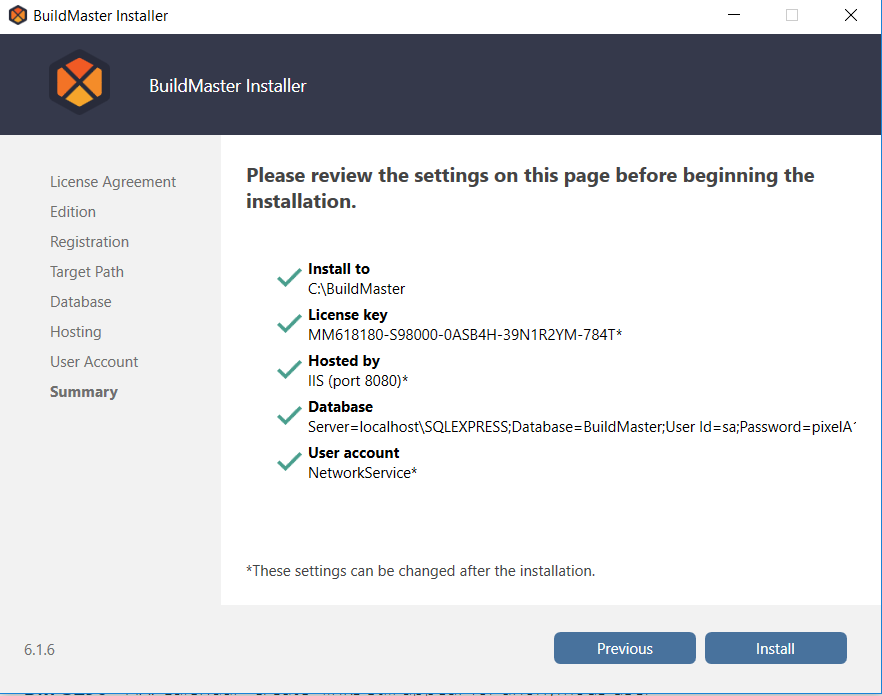 BuildMaster Installer
BuildMaster Installer
License Agreement
Edition
Registration
Target Path
Database
Hosting
User Account
Summary
Please review the settings on this page before beginning the
installation.
Install to
C:\BuildMaster
License key
MM618180-S98000-0ASB4H-39N1R2YM-784T*
Hosted by
IIS (port 8080)*
Database
Server=localhost\SQLEXPRESS;Database=BuildMaster;User Id=sa;Password=pixelA
User account
NetworkService*
*These settings can be changed after the installation.
6.1.6
Previous
Install